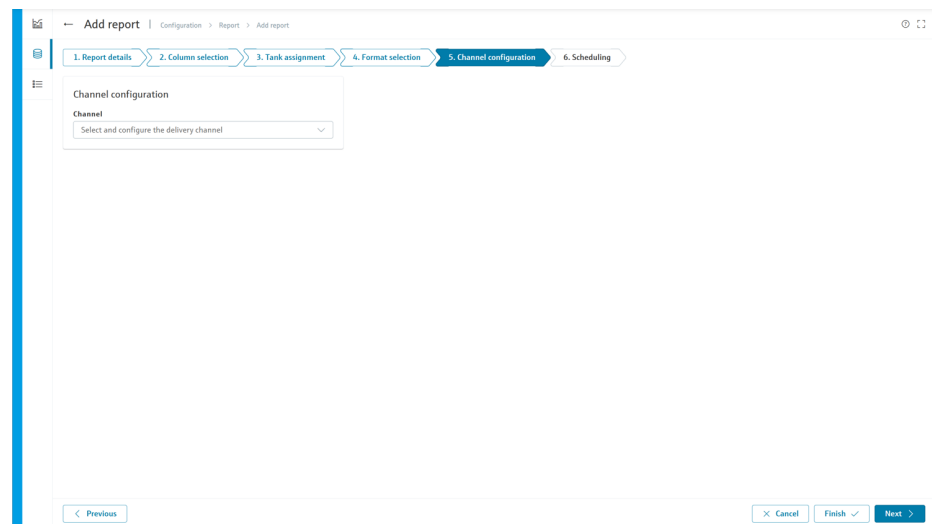 Add report | Configuration > Report > Add report
1. Report details 2. Column selection 3. Tank assignment 4. Format selection 5. Channel configuration 6. Scheduling
Channel configuration
Channel
Select and configure the delivery channel
Previous Cancel Finish Next